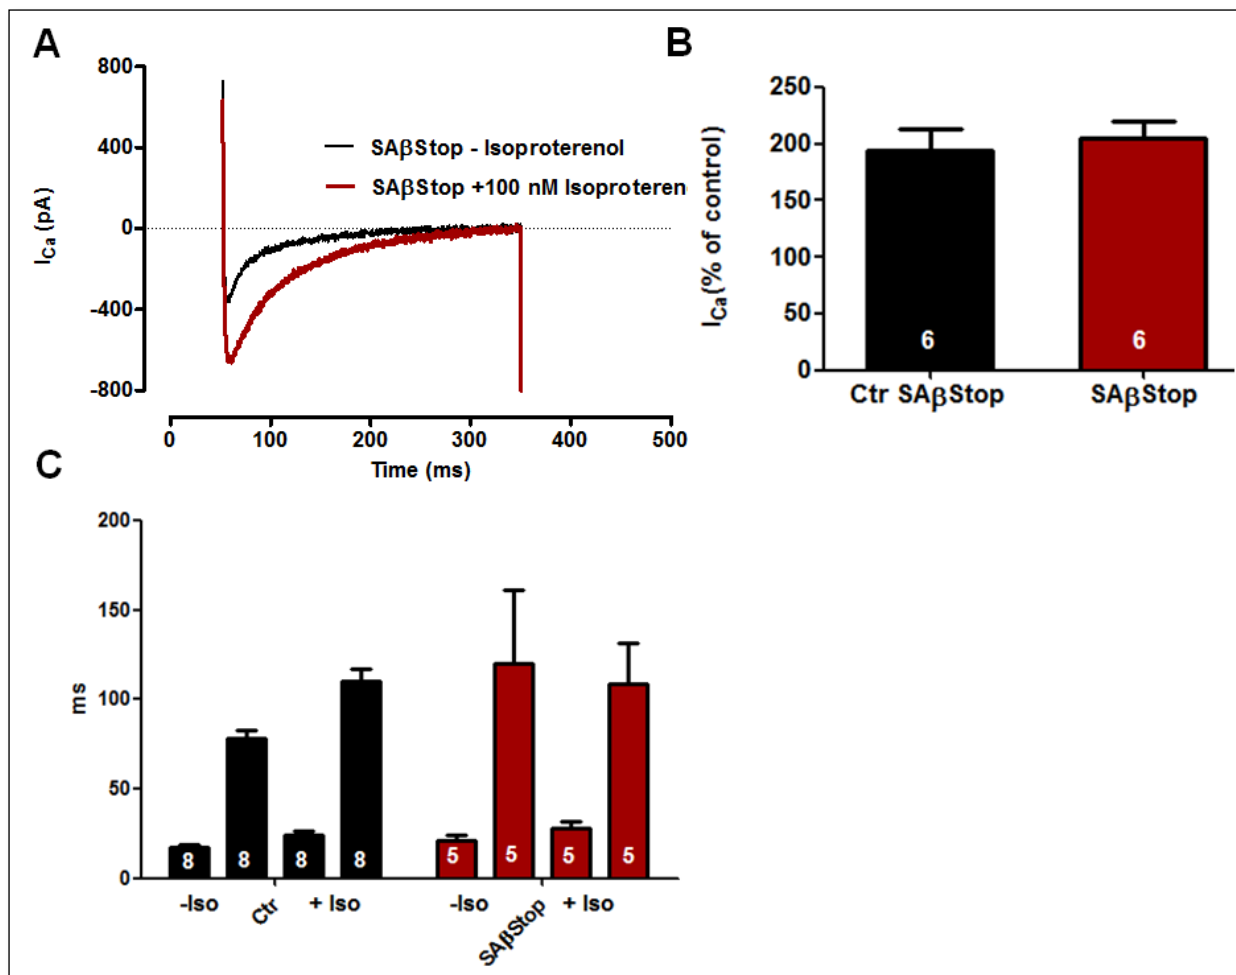 A
800
400
0
-400
-800
I Ca (pA)
SAβStop - Isoproterenol
SAβStop +100 nM Isoproteren
0 100 200 300 400 500
Time (ms)
B
250
200
150
100
50
0
I Ca (% of control)
6 6
Ctr SAβStop SAβStop
C
200
150
100
50
0
ms
8 8 8 8 5 5 5 5
-Iso Ctr + Iso -Iso SAβStop + Iso